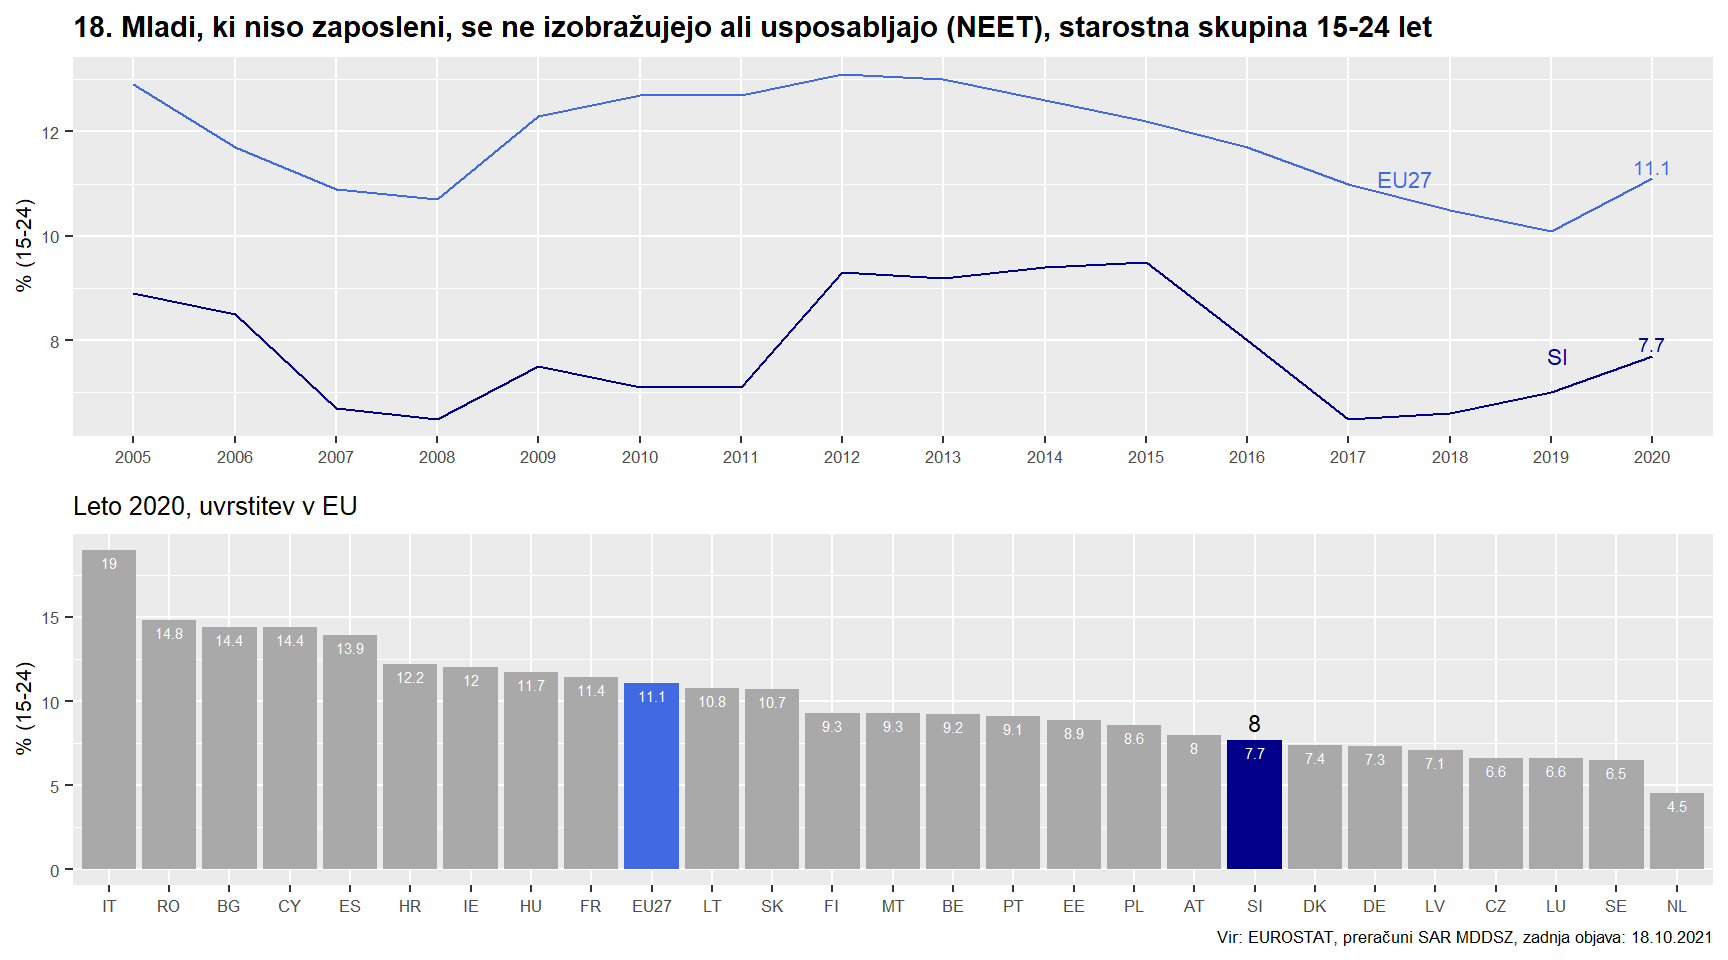 18. Mladi, ki niso zaposleni, se ne izobražujejo ali usposabljajo (NEET), starostna skupina 15-24 let
% (15-24)
12
10
8
EU27
11.1
SI
7.7
2005 2006 2007 2008 2009 2010 2011 2012 2013 2014 2015 2016 2017 2018 2019 2020
Leto 2020, uvrstitev v EU
% (15-24)
15
10
5
0
19 14.8 14.4 14.4 13.9 12.2 12 11.7 11.4 11.1 10.8 10.7 9.3 9.3 9.2 9.1 8.9 8.6 8 7.7 7.4 7.3 7.1 6.6 6.6 6.5 4.5
8
IT RO BG CY ES HR IE HU FR EU27 LT SK FI MT BE PT EE PL AT SI DK DE LV CZ LU SE NL
Vir: EUROSTAT, preračuni SAR MDDSZ, zadnja objava: 18.10.2021